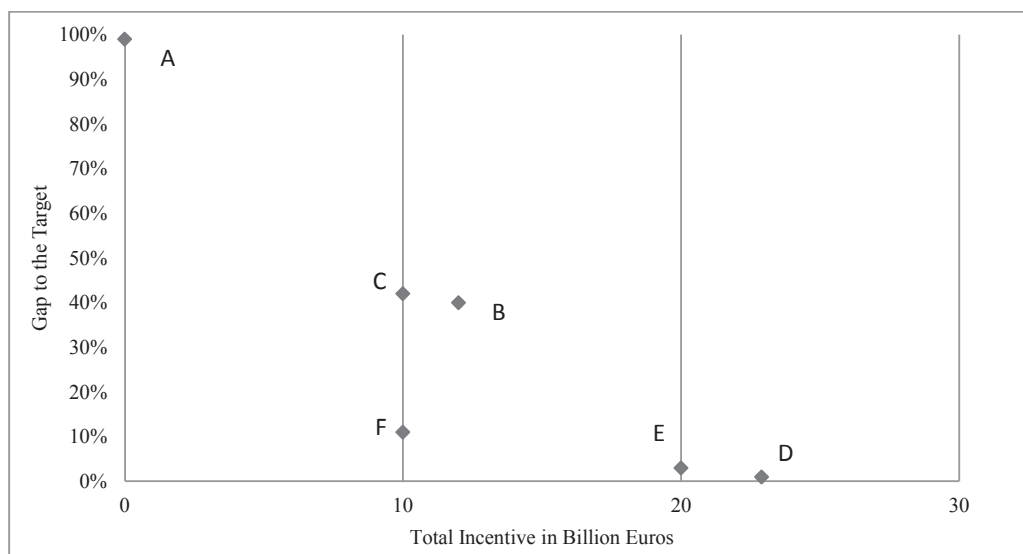 100%
A
90%
80%
70%
60%
50%
C
40%
B
30%
20%
F
10%
E
D
0%
0 10 20 30
Gap to the Target
Total Incentive in Billion Euros